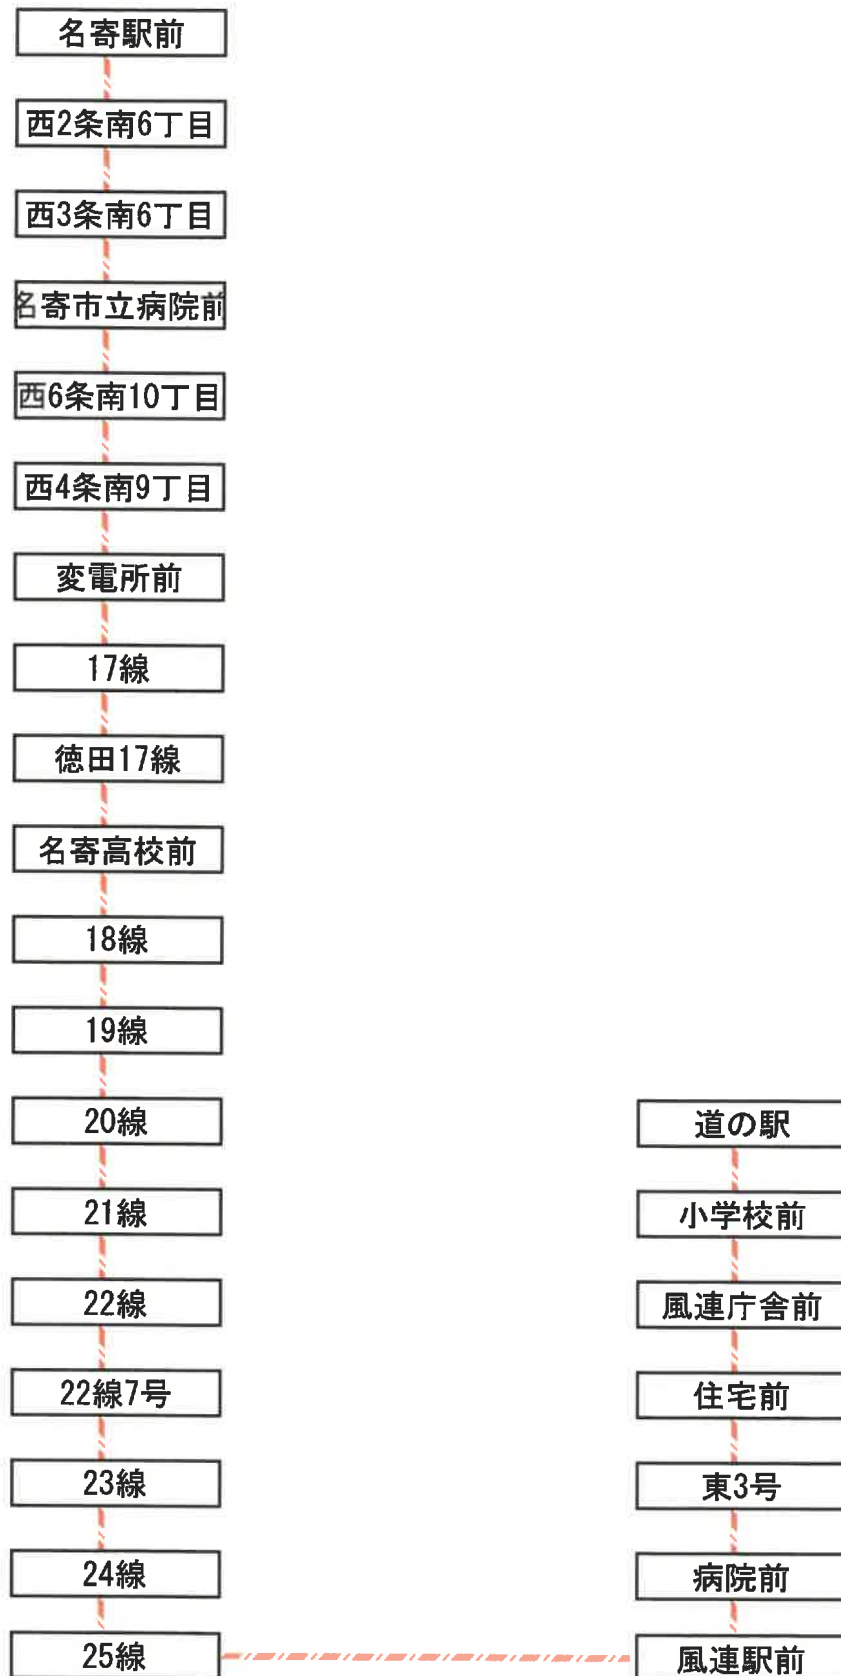 名寄駅前
西2条南6丁目
西3条南6丁目
名寄市立病院前
西6条南10丁目
西4条南9丁目
変電所前
17線
徳田17線
名寄高校前
18線
19線
20線
21線
22線
22線7号
23線
24線
25線
道の駅
小学校前
風連庁舎前
住宅前
東3号
病院前
風連駅前